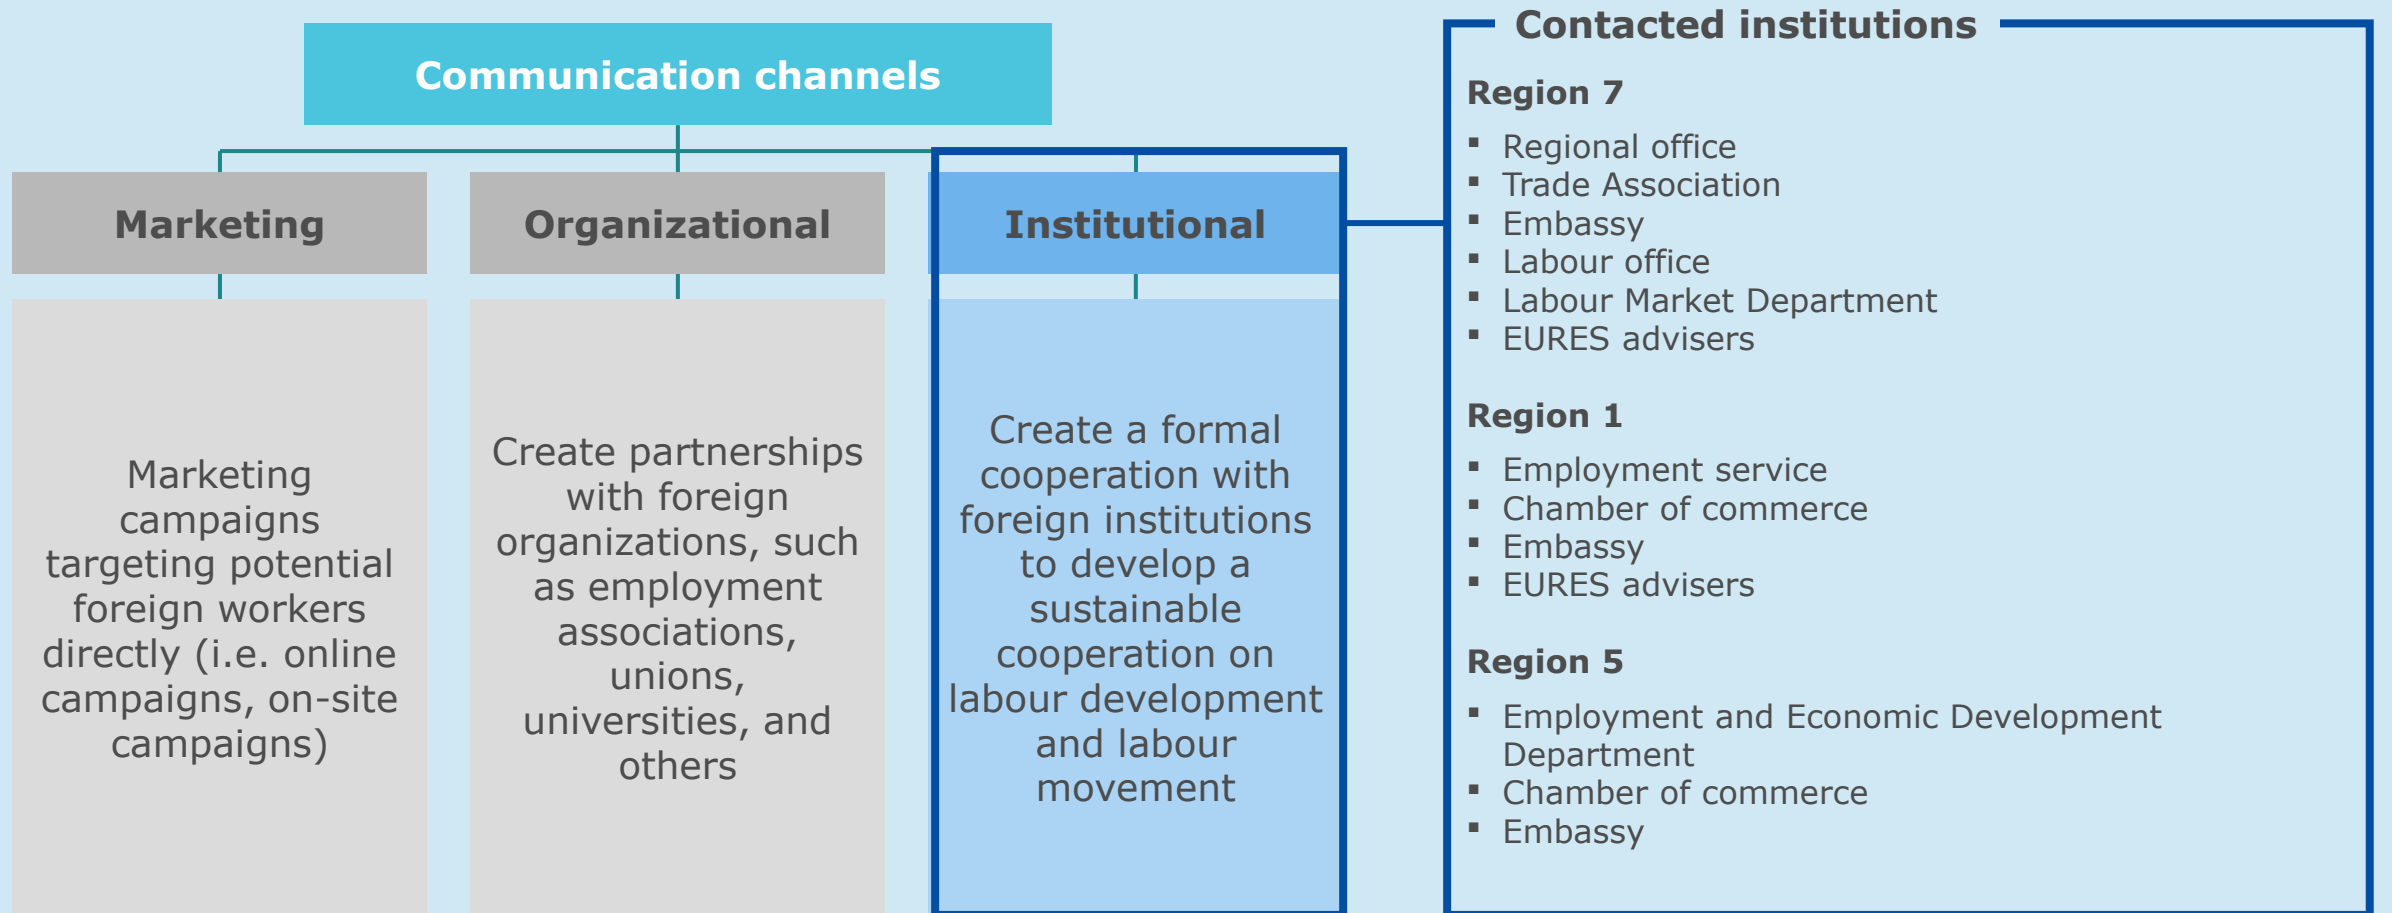 Communication channels
Marketing
Organizational
Institutional
Marketing
campaigns
targeting potential
foreign workers
directly (i.e. online
campaigns, on-site
campaigns)
Create partnerships
with foreign
organizations, such
as employment
associations,
unions,
universities, and
others
Create a formal
cooperation with
foreign institutions
to develop a
sustainable
cooperation on
labour development
and labour
movement
Contacted institutions
Region 7
▪ Regional office
▪ Trade Association
▪ Embassy
▪ Labour office
▪ Labour Market Department
▪ EURES advisers
Region 1
▪ Employment service
▪ Chamber of commerce
▪ Embassy
▪ EURES advisers
Region 5
▪ Employment and Economic Development
Department
▪ Chamber of commerce
▪ Embassy